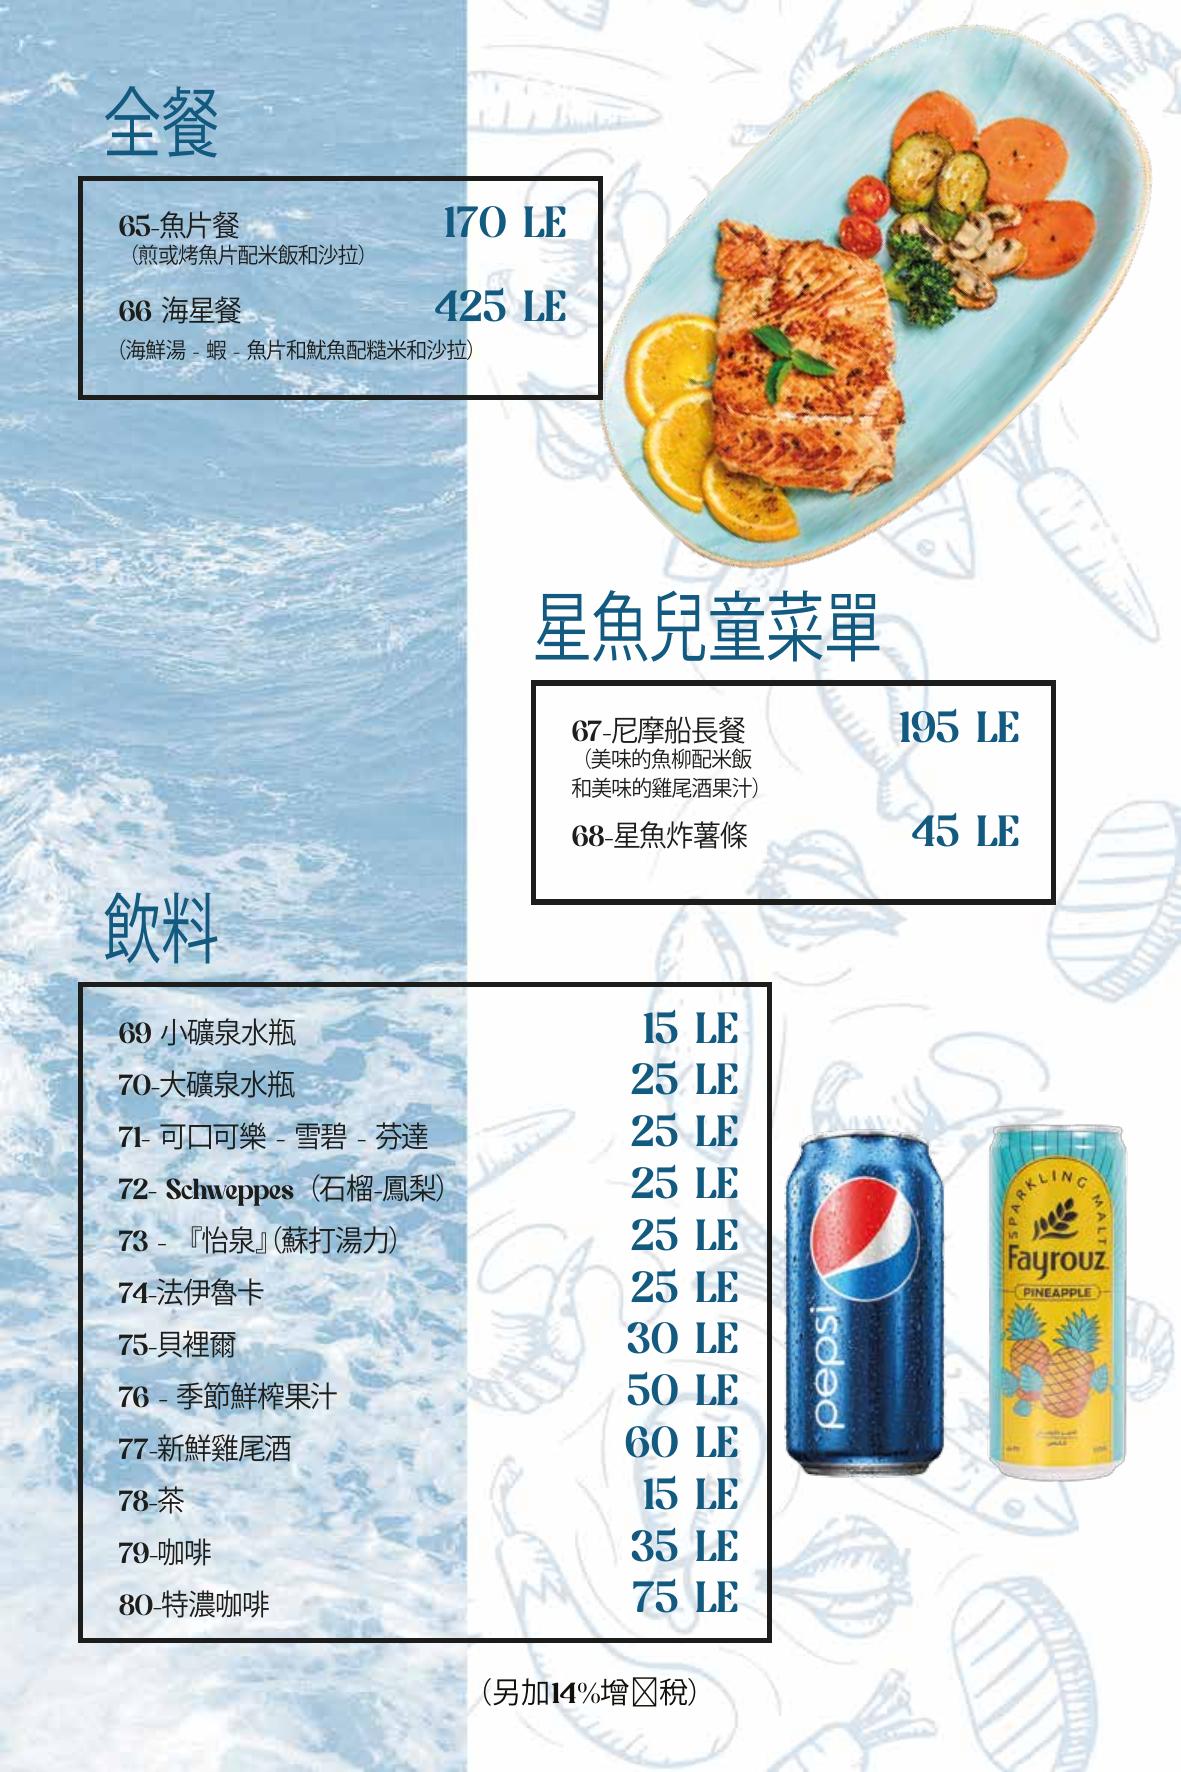 全餐
65-魚片餐 170 LE
（煎或烤魚片配米飯和沙拉）
66 海星餐 425 LE
（海鮮湯 - 蝦 - 魚片和魷魚配糙米和沙拉）
星魚兒童菜單
67-尼摩船長餐 195 LE
（美味的魚柳配米飯
和美味的雞尾酒果汁）
68-星魚炸薯條 45 LE
飲料
69 小礦泉水瓶 15 LE
70-大礦泉水瓶 25 LE
71- 可口可樂 - 雪碧 - 芬達 25 LE
72- Schweppes（石榴-鳳梨） 25 LE
73 - 『怡泉』（蘇打湯力） 25 LE
74-法伊魯卡 25 LE
75-貝裡爾 30 LE
76 - 季節鮮榨果汁 50 LE
77-新鮮雞尾酒 60 LE
78-茶 15 LE
79-咖啡 35 LE
80-特濃咖啡 75 LE
pepsi
SPARKLING MALT
Fayrouz
PINEAPPLE
（另加14%增稅）